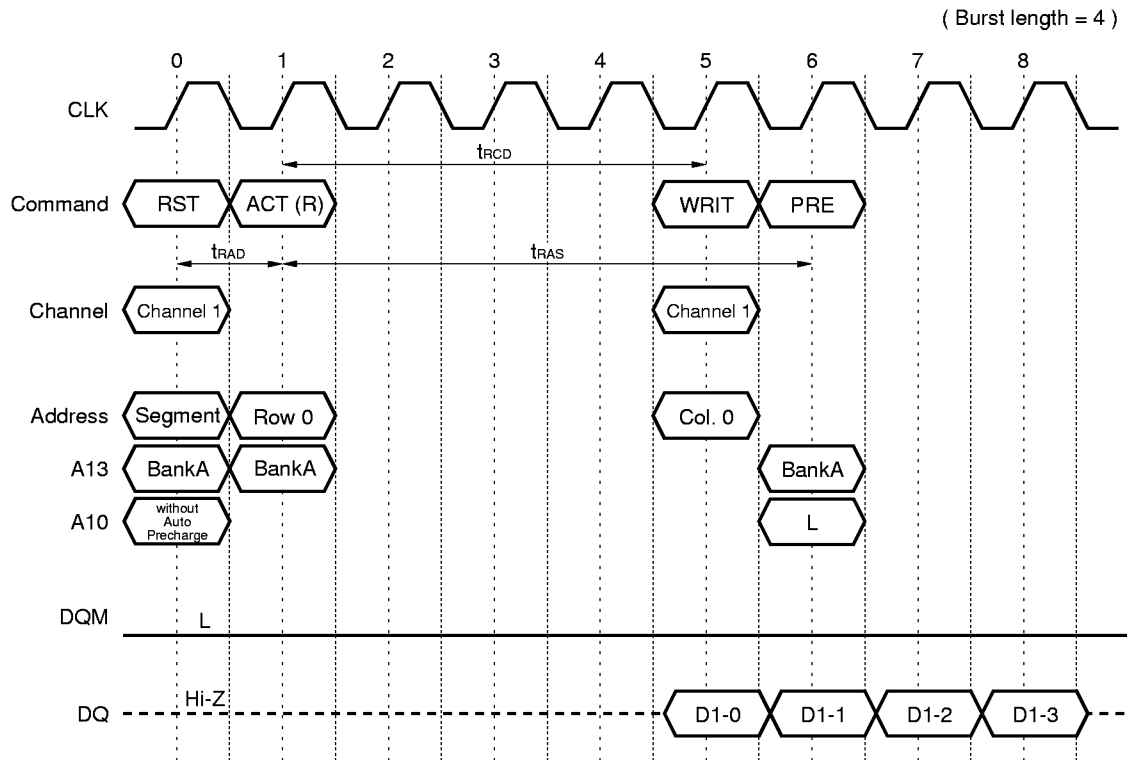 ( Burst length = 4 )
0 1 2 3 4 5 6 7 8
CLK
tRCD
Command RST ACT (R) WRIT PRE
tRAD tRAS
Channel Channel 1 Channel 1
Address Segment Row 0 Col. 0
A13 BankA BankA BankA
A10 without Auto Precharge L
DQM L
Hi-Z
DQ D1-0 D1-1 D1-2 D1-3